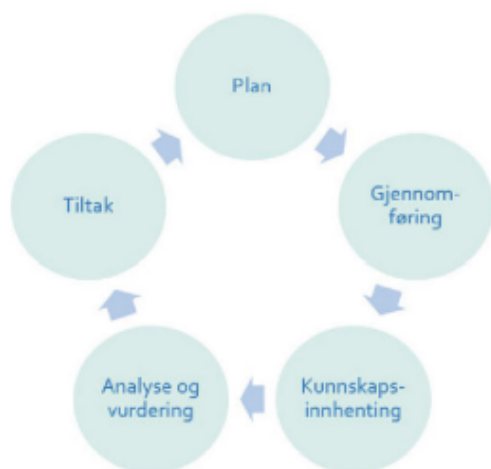 Plan
Gjennom-
føring
Kunnskaps-
innhenting
Analyse og
vurdering
Tiltak